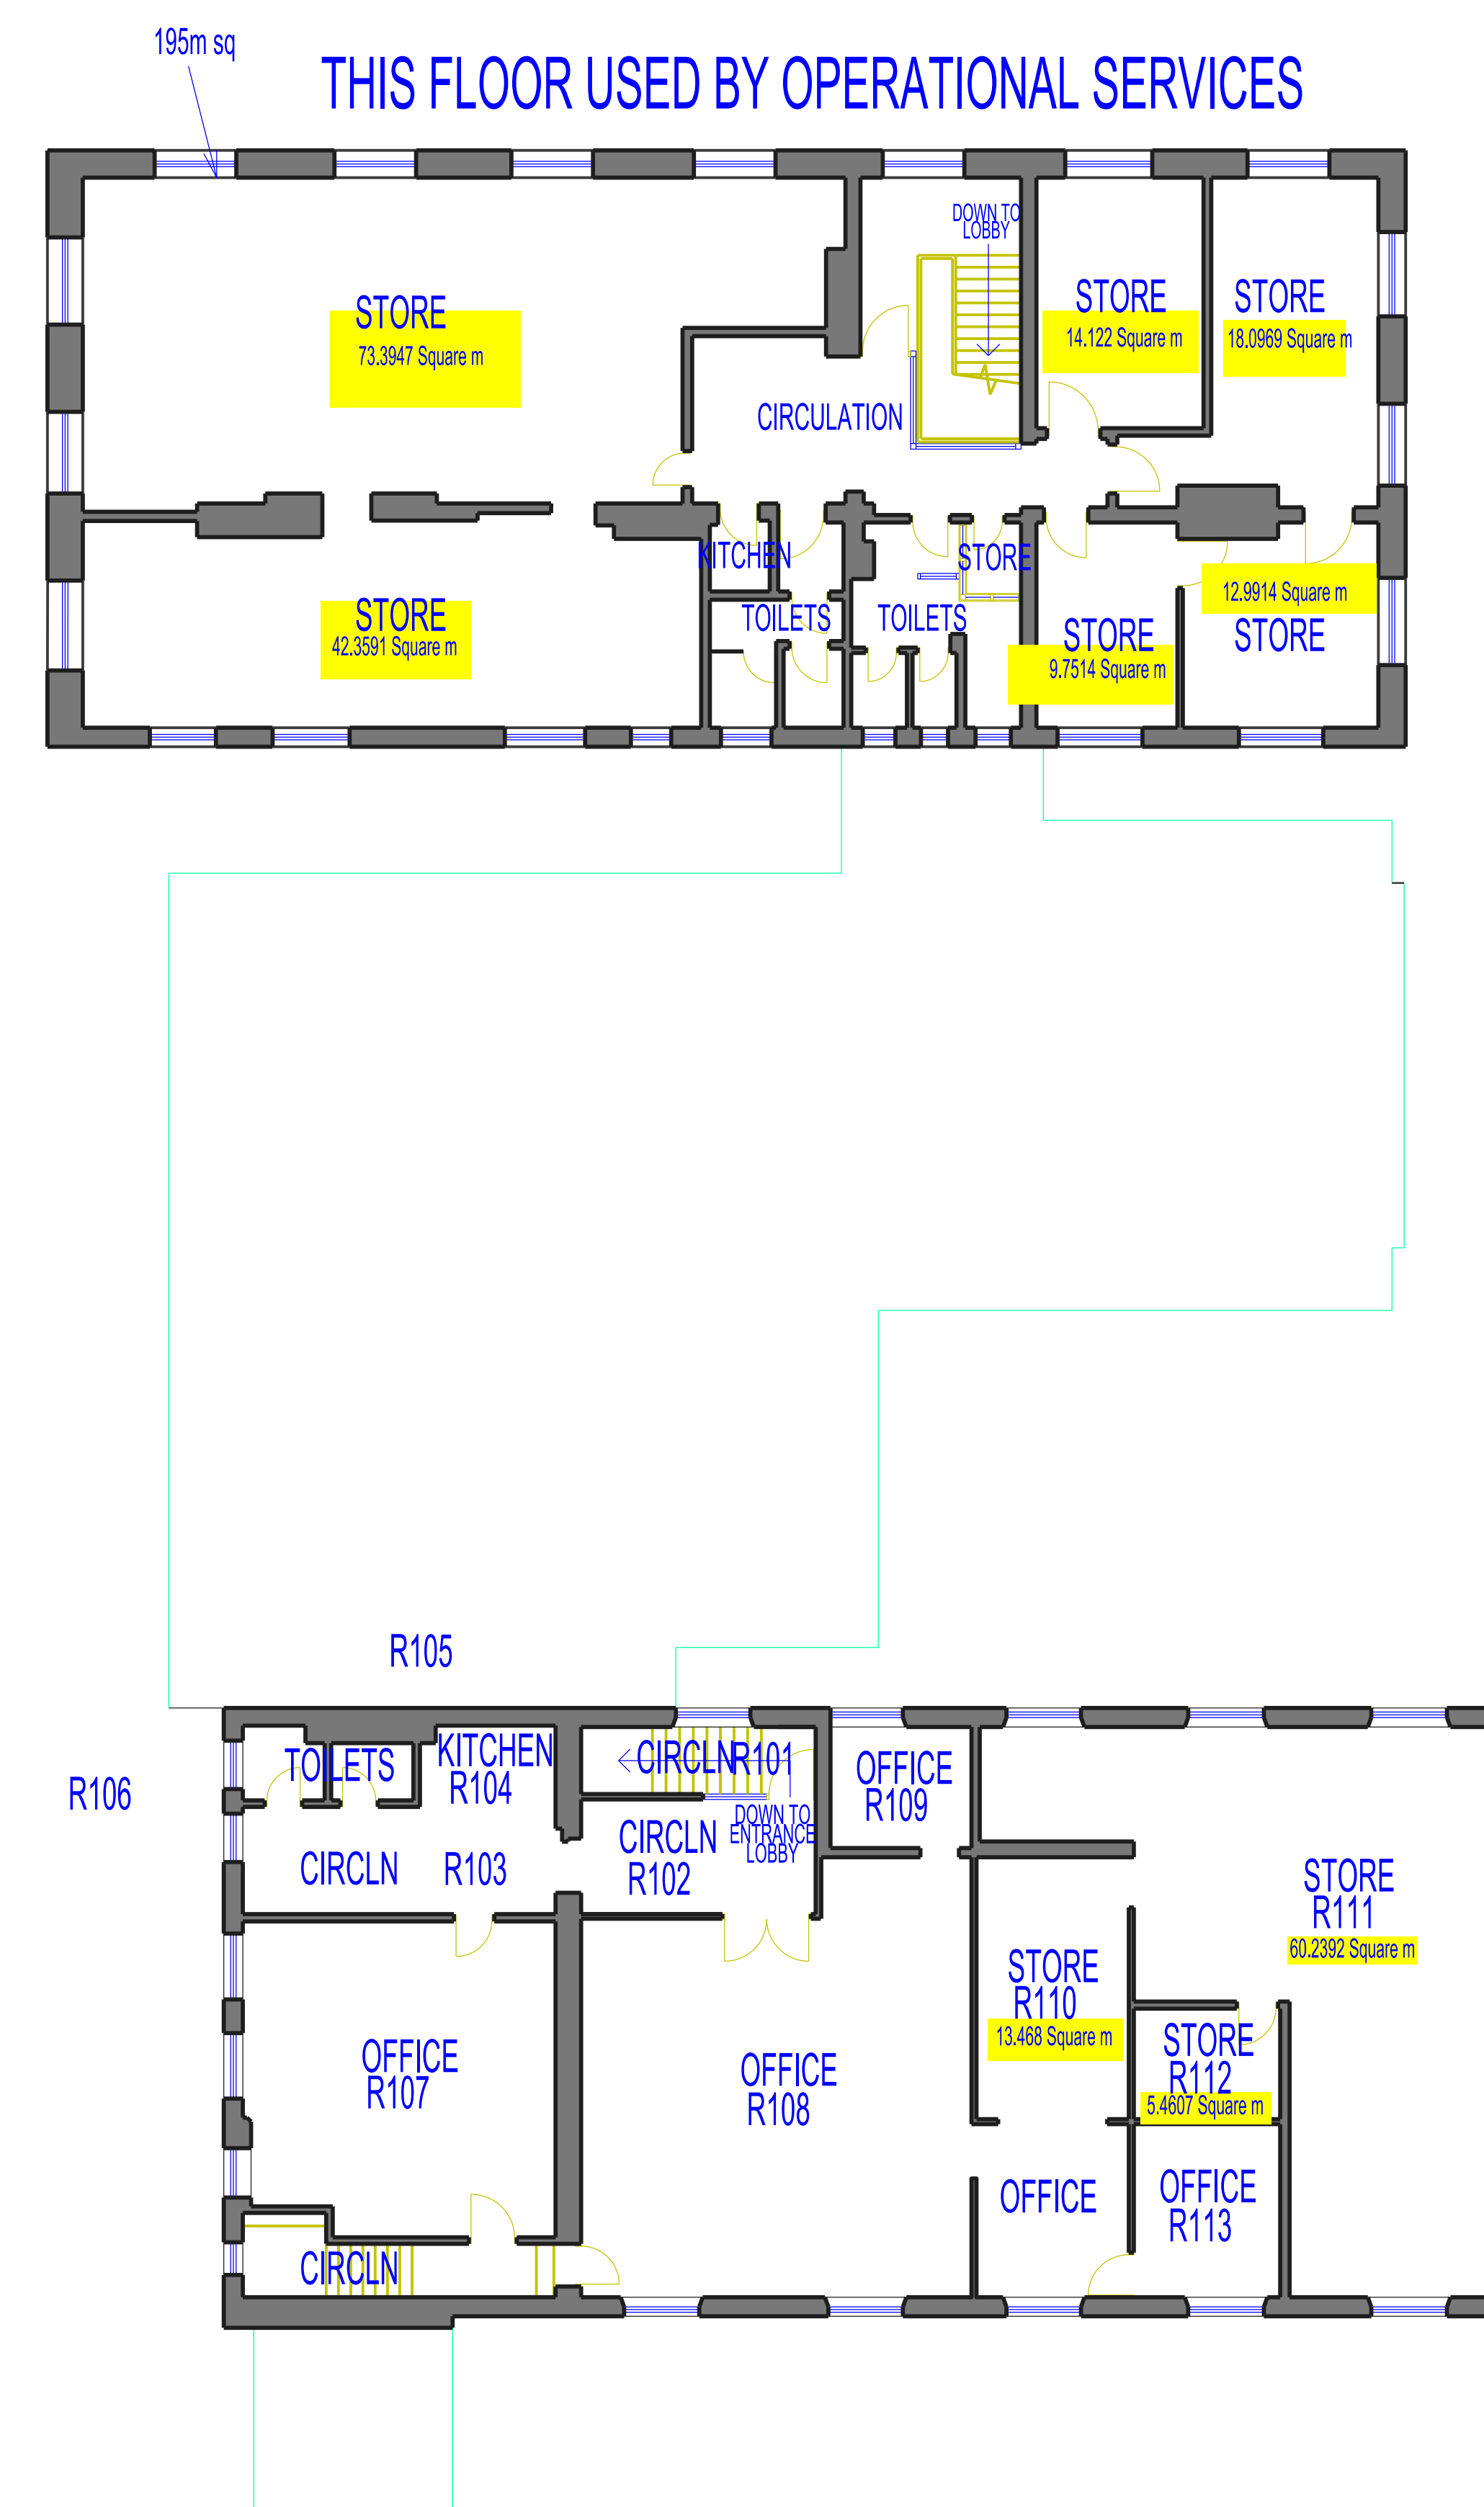 195m sq
THIS FLOOR USED BY OPERATIONAL SERVICES
DOWN TO
LOBBY
STORE
73.3947 Square m
STORE
14.122 Square m
STORE
18.0969 Square m
CIRCULATION
KITCHEN
STORE
STORE
42.3591 Square m
TOILETS
TOILETS
STORE
9.7514 Square m
12.9914 Square m
STORE
R105
R106
TOILETS
KITCHEN
R104
CIRCLN
R101
DOWN TO
ENTRANCE
LOBBY
OFFICE
R109
CIRCLN
R103
CIRCLN
R102
STORE
R111
60.2392 Square m
STORE
R110
13.468 Square m
STORE
R112
5.4607 Square m
OFFICE
R107
OFFICE
R108
OFFICE
OFFICE
R113
CIRCLN